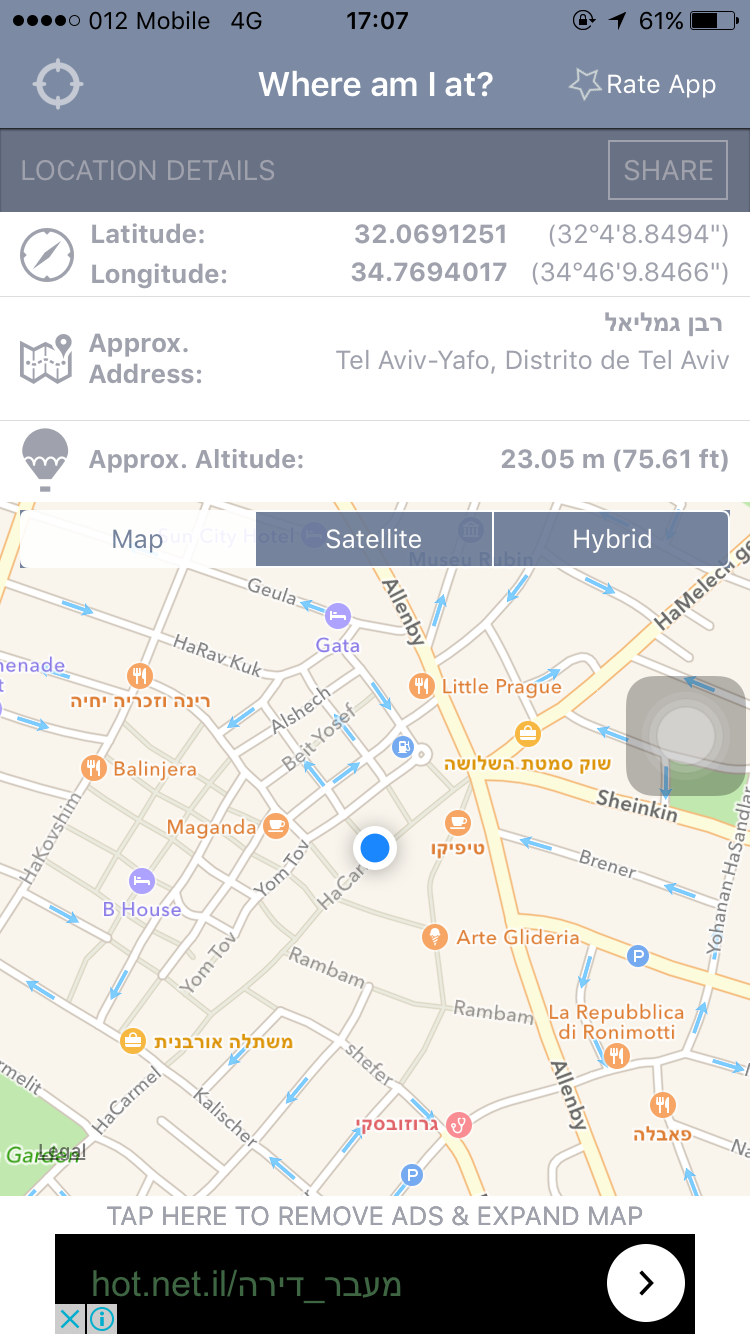 012 Mobile 4G 17:07 61%
Where am I at? Rate App
LOCATION DETAILS SHARE
Latitude: 32.0691251 (32°4'8.8494")
Longitude: 34.7694017 (34°46'9.8466")
רבן גמליאל
Approx. Address: Tel Aviv-Yafo, Distrito de Tel Aviv
Approx. Altitude: 23.05 m (75.61 ft)
Map Satellite Hybrid
Sun City Hotel
Museu Rubin
Geula
Allenby
HaMelech
Gata
HaRav Kuk
רינה וזכריה יחיה
Alshech
Little Prague
Beit Yosef
שוק סמטת השלושה
Balinjera
Sheinkin
HaKovshim
Maganda
טיפיקו
Brener
Yom Tov
HaCar
Yohanan HaSandlar
B House
Arte Glideria
Yom Tov
Rambam
P
Rambam
La Repubblica
di Ronimotti
משתלה אורבנית
shefer
Allenby
HaCarmel
Kalischer
גרוזובסקי
פאבלה
Legal
P
TAP HERE TO REMOVE ADS & EXPAND MAP
hot.net.il/מעבר_דירה